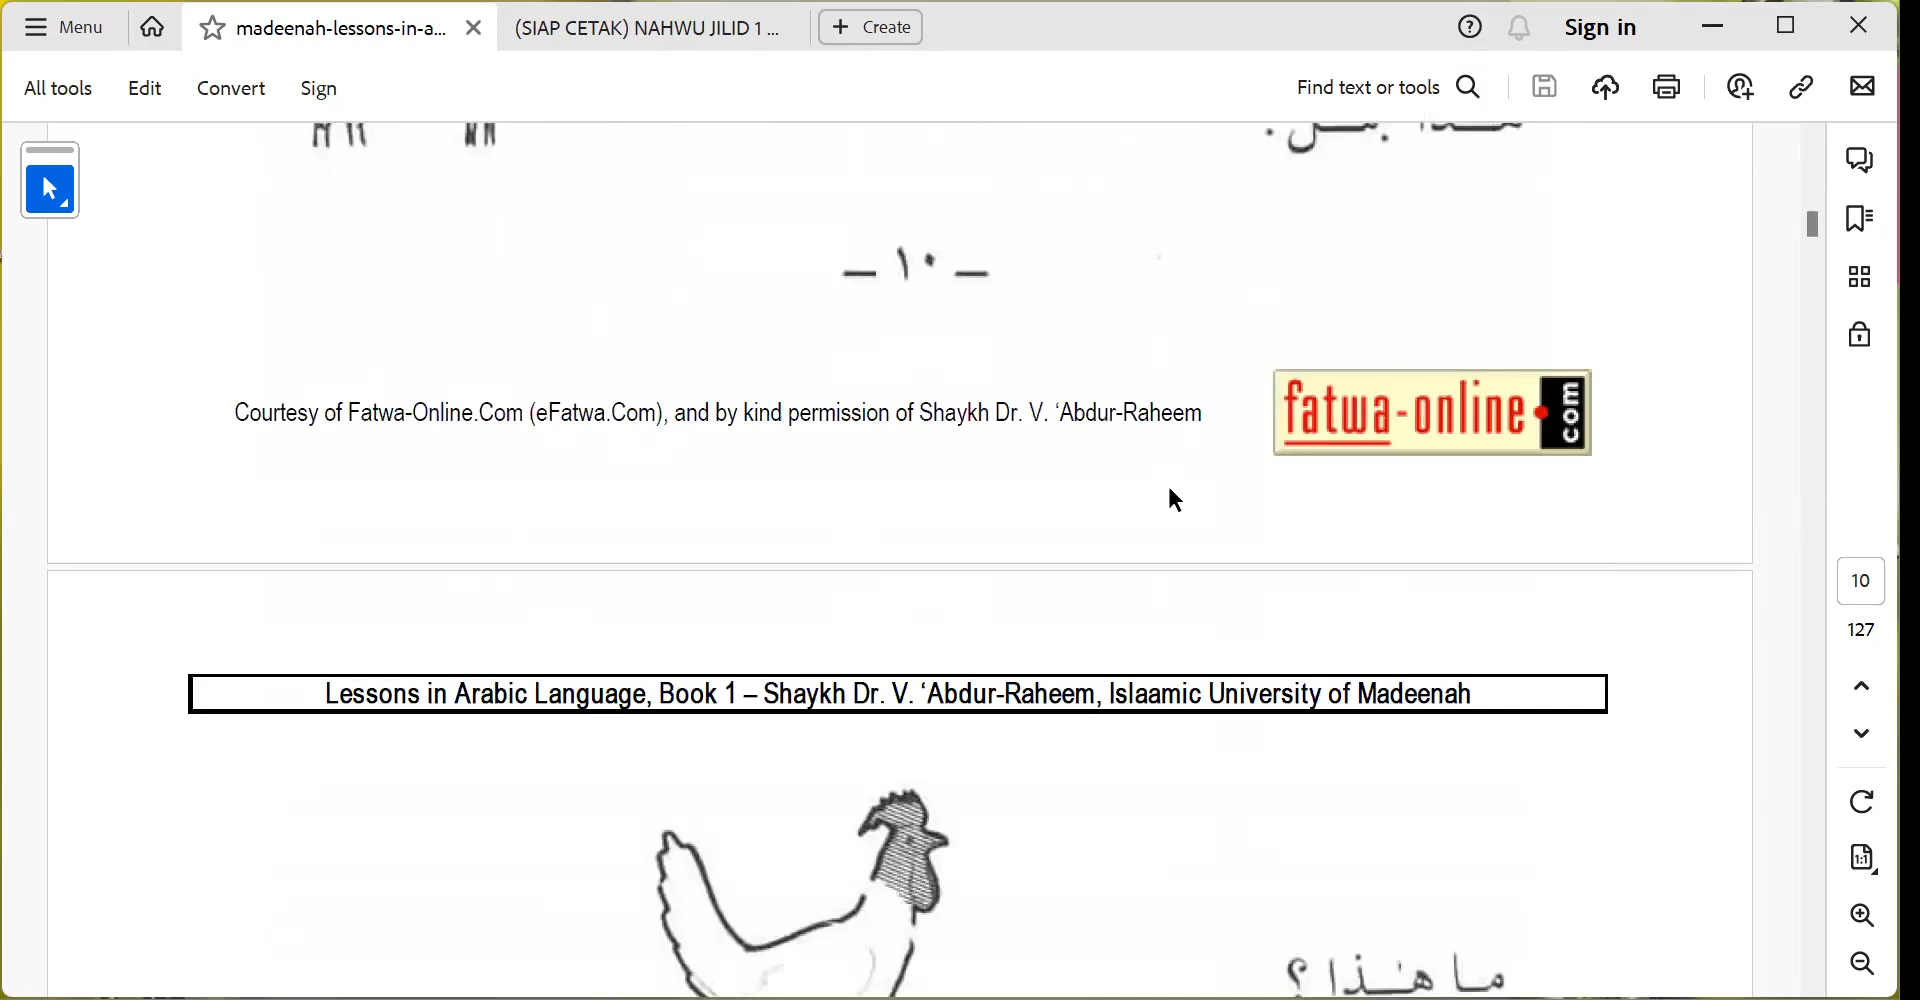 Menu
madeenah-lessons-in-a...
(SIAP CETAK) NAHWU JILID 1 ...
Create
Sign in
All tools
Edit
Convert
Sign
Find text or tools
– ١٠ –
Courtesy of Fatwa-Online.Com (eFatwa.Com), and by kind permission of Shaykh Dr. V. ‘Abdur-Raheem
fatwa-online.com
10
127
Lessons in Arabic Language, Book 1 – Shaykh Dr. V. ‘Abdur-Raheem, Islaamic University of Madeenah
ما هٰذا ؟